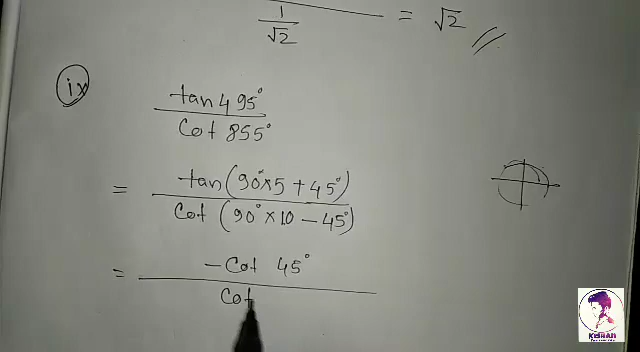 1/√2 = √2 //
ix
tan 495°
Cot 855°
= tan(90°×5+45°)
Cot (90°×10-45°)
= -Cot 45°
Cot